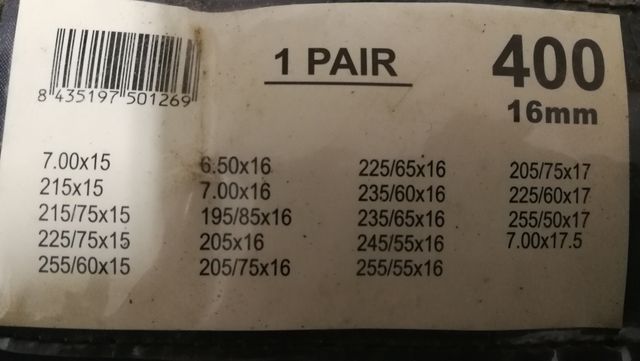 8 435197 501269
1 PAIR
400
16mm
7.00x15
215x15
215/75x15
225/75x15
255/60x15
6.50x16
7.00x16
195/85x16
205x16
205/75x16
225/65x16
235/60x16
235/65x16
245/55x16
255/55x16
205/75x17
225/60x17
255/50x17
7.00x17.5